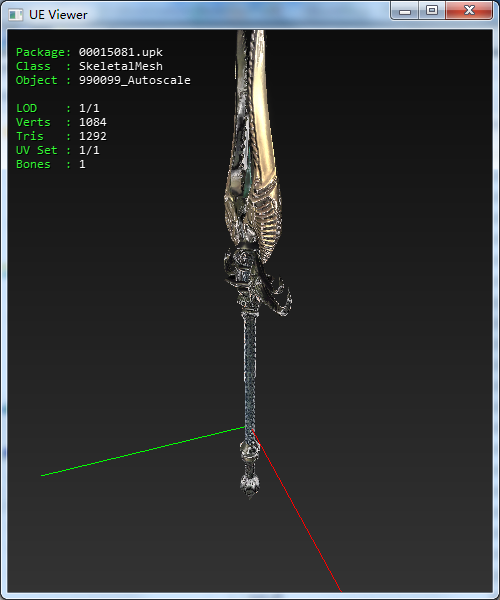 UE Viewer
Package: 00015081.upk
Class  : SkeletalMesh
Object : 990099_Autoscale
LOD    : 1/1
Verts  : 1084
Tris   : 1292
UV Set : 1/1
Bones  : 1